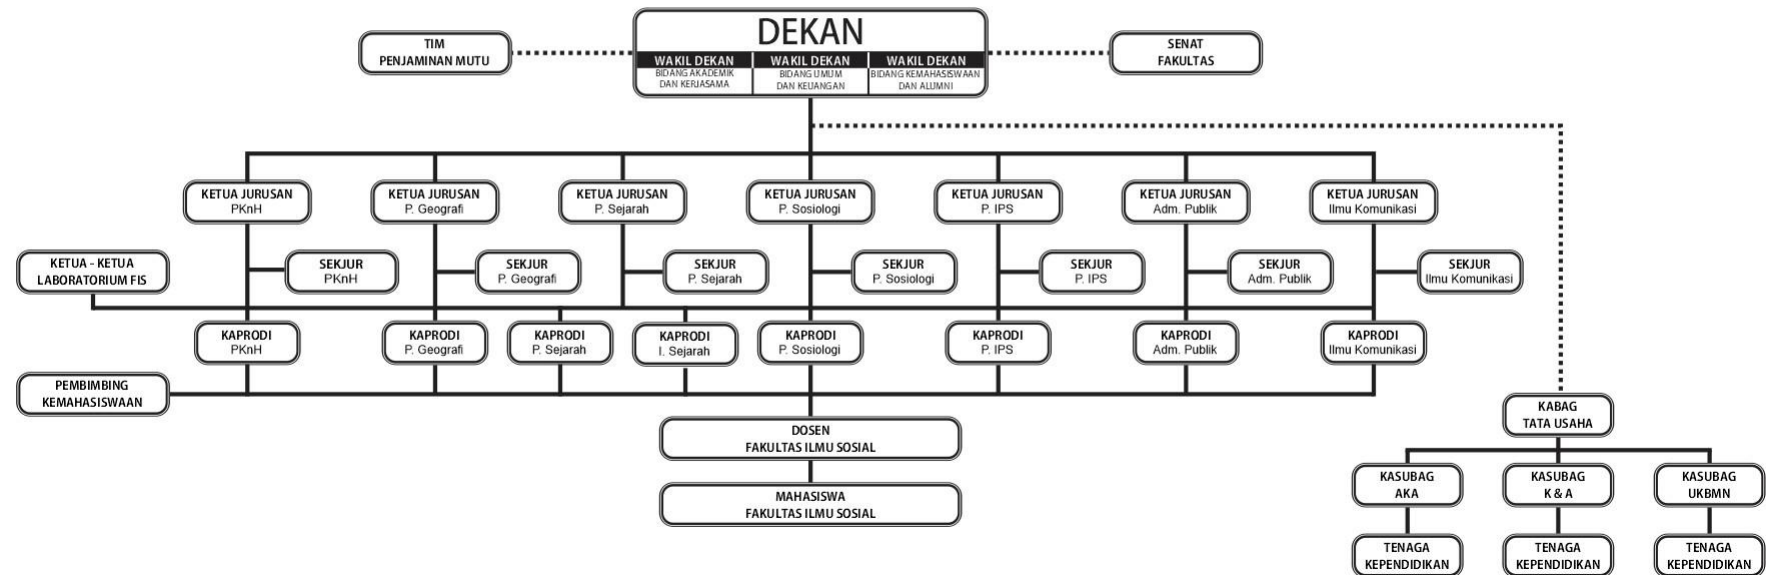 DEKAN
TIM
PENJAMINAN MUTU
WAKIL DEKAN
BIDANG AKADEMIK
DAN KERJASAMA
WAKIL DEKAN
BIDANG UMUM
DAN KEUANGAN
WAKIL DEKAN
BIDANG KEMAHASISWAAN
DAN ALUMNI
SENAT
FAKULTAS
KETUA JURUSAN
PKnH
KETUA JURUSAN
P. Geografi
KETUA JURUSAN
P. Sejarah
KETUA JURUSAN
P. Sosiologi
KETUA JURUSAN
P. IPS
KETUA JURUSAN
Adm. Publik
KETUA JURUSAN
Ilmu Komunikasi
KETUA - KETUA
LABORATORIUM FIS
SEKJUR
PKnH
SEKJUR
P. Geografi
SEKJUR
P. Sejarah
SEKJUR
P. Sosiologi
SEKJUR
P. IPS
SEKJUR
Adm. Publik
SEKJUR
Ilmu Komunikasi
KAPRODI
PKnH
KAPRODI
P. Geografi
KAPRODI
P. Sejarah
KAPRODI
I. Sejarah
KAPRODI
P. Sosiologi
KAPRODI
P. IPS
KAPRODI
Adm. Publik
KAPRODI
Ilmu Komunikasi
PEMBIMBING
KEMAHASISWAAN
DOSEN
FAKULTAS ILMU SOSIAL
MAHASISWA
FAKULTAS ILMU SOSIAL
KABAG
TATA USAHA
KASUBAG
AKA
KASUBAG
K & A
KASUBAG
UKBMN
TENAGA
KEPENDIDIKAN
TENAGA
KEPENDIDIKAN
TENAGA
KEPENDIDIKAN